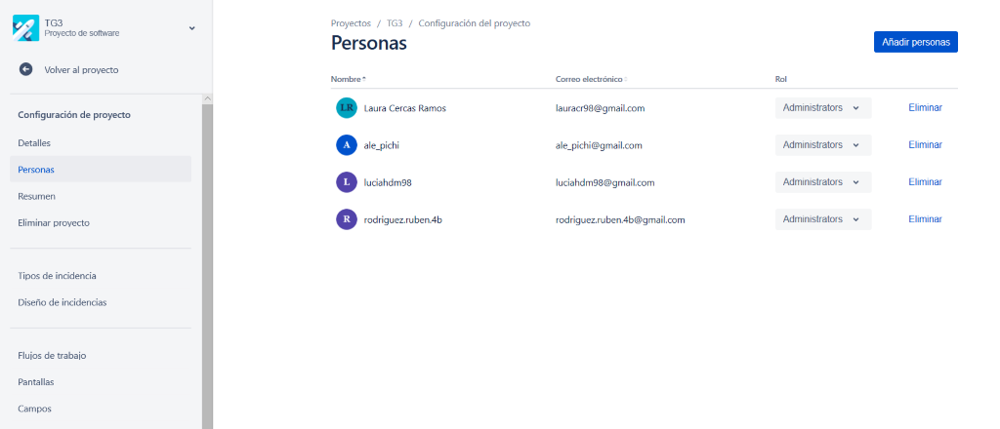 TG3
Proyecto de software
Volver al proyecto
Configuración de proyecto
Detalles
Personas
Resumen
Eliminar proyecto
Tipos de incidencia
Diseño de incidencias
Flujos de trabajo
Pantallas
Campos
Proyectos / TG3 / Configuración del proyecto
Personas
Añadir personas
Nombre Correo electrónico Rol
LR Laura Cercas Ramos lauracr98@gmail.com Administrators Eliminar
A ale_pichi ale_pichi@gmail.com Administrators Eliminar
L luciahdm98 luciahdm98@gmail.com Administrators Eliminar
R rodriguez.ruben.4b rodriguez.ruben.4b@gmail.com Administrators Eliminar